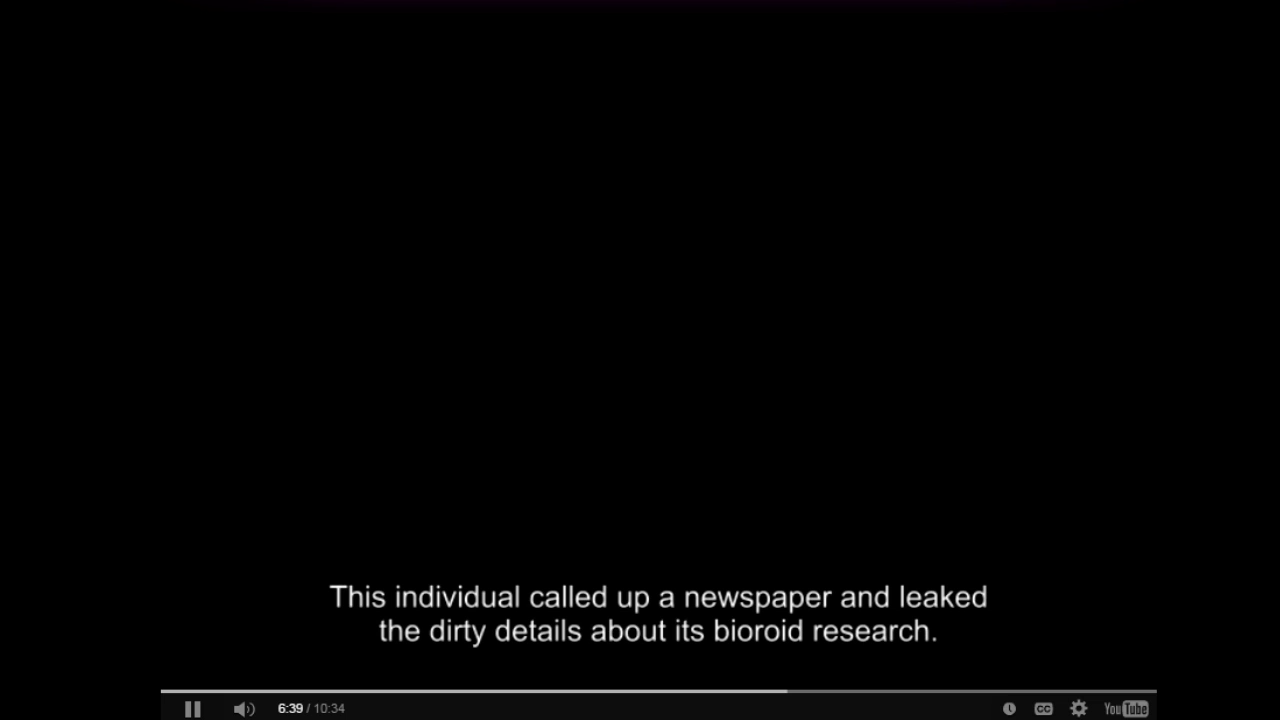 This individual called up a newspaper and leaked
the dirty details about its bioroid research.
6:39 / 10:34
CC
YouTube